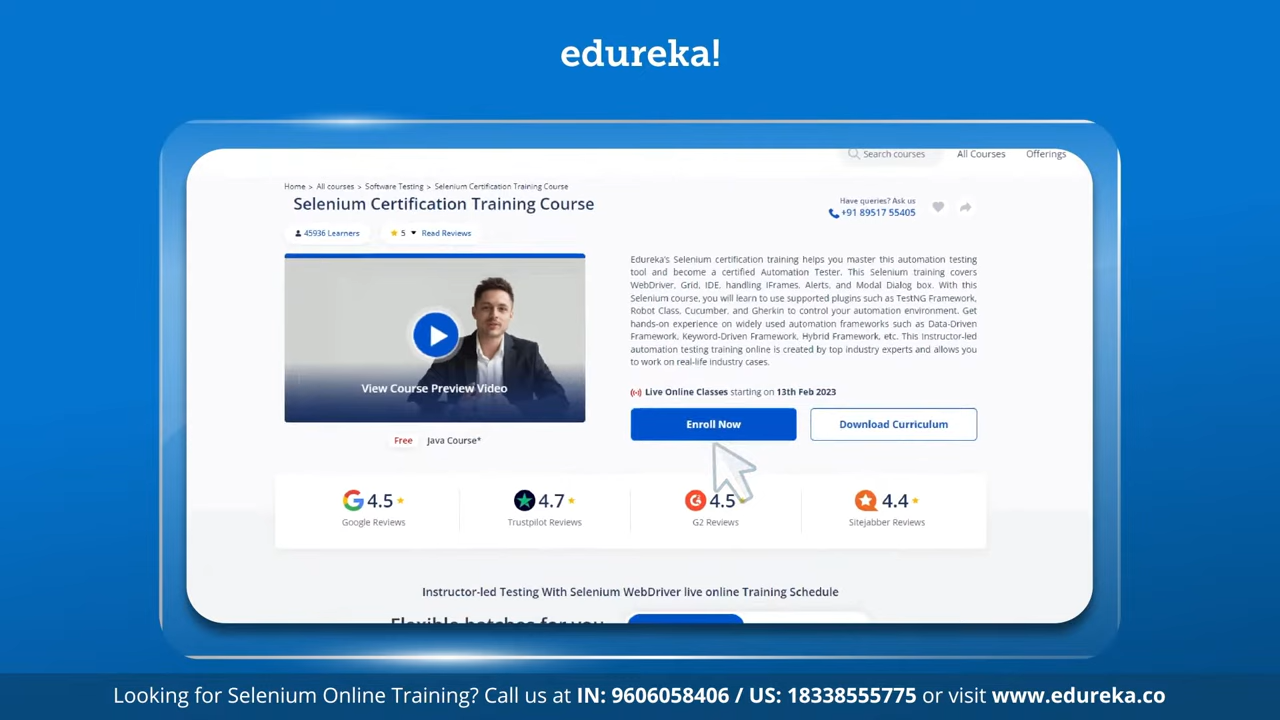 edureka!
Search courses
All Courses
Offerings
Home > All courses > Software Testing > Selenium Certification Training Course
Selenium Certification Training Course
Have queries? Ask us
+91 89517 55405
45936 Learners
5
Read Reviews
Edureka's Selenium certification training helps you master this automation testing
tool and become a certified Automation Tester. This Selenium training covers
WebDriver, Grid, IDE, handling IFrames, Alerts, and Modal Dialog box. With this
Selenium course, you will learn to use supported plugins such as TestNG Framework,
Robot Class, Cucumber, and Gherkin to control your automation environment. Get
hands-on experience on widely used automation frameworks such as Data-Driven
Framework, Keyword-Driven Framework, Hybrid Framework, etc. This Instructor-led
automation testing training online is created by top industry experts and allows you
to work on real-life industry cases.
View Course Preview Video
Live Online Classes starting on 13th Feb 2023
Enroll Now
Download Curriculum
Free Java Course*
4.5
Google Reviews
4.7
Trustpilot Reviews
4.5
G2 Reviews
4.4
Sitejabber Reviews
Instructor-led Testing With Selenium WebDriver live online Training Schedule
Flexible batches for you
Looking for Selenium Online Training? Call us at IN: 9606058406 / US: 18338555775 or visit www.edureka.co